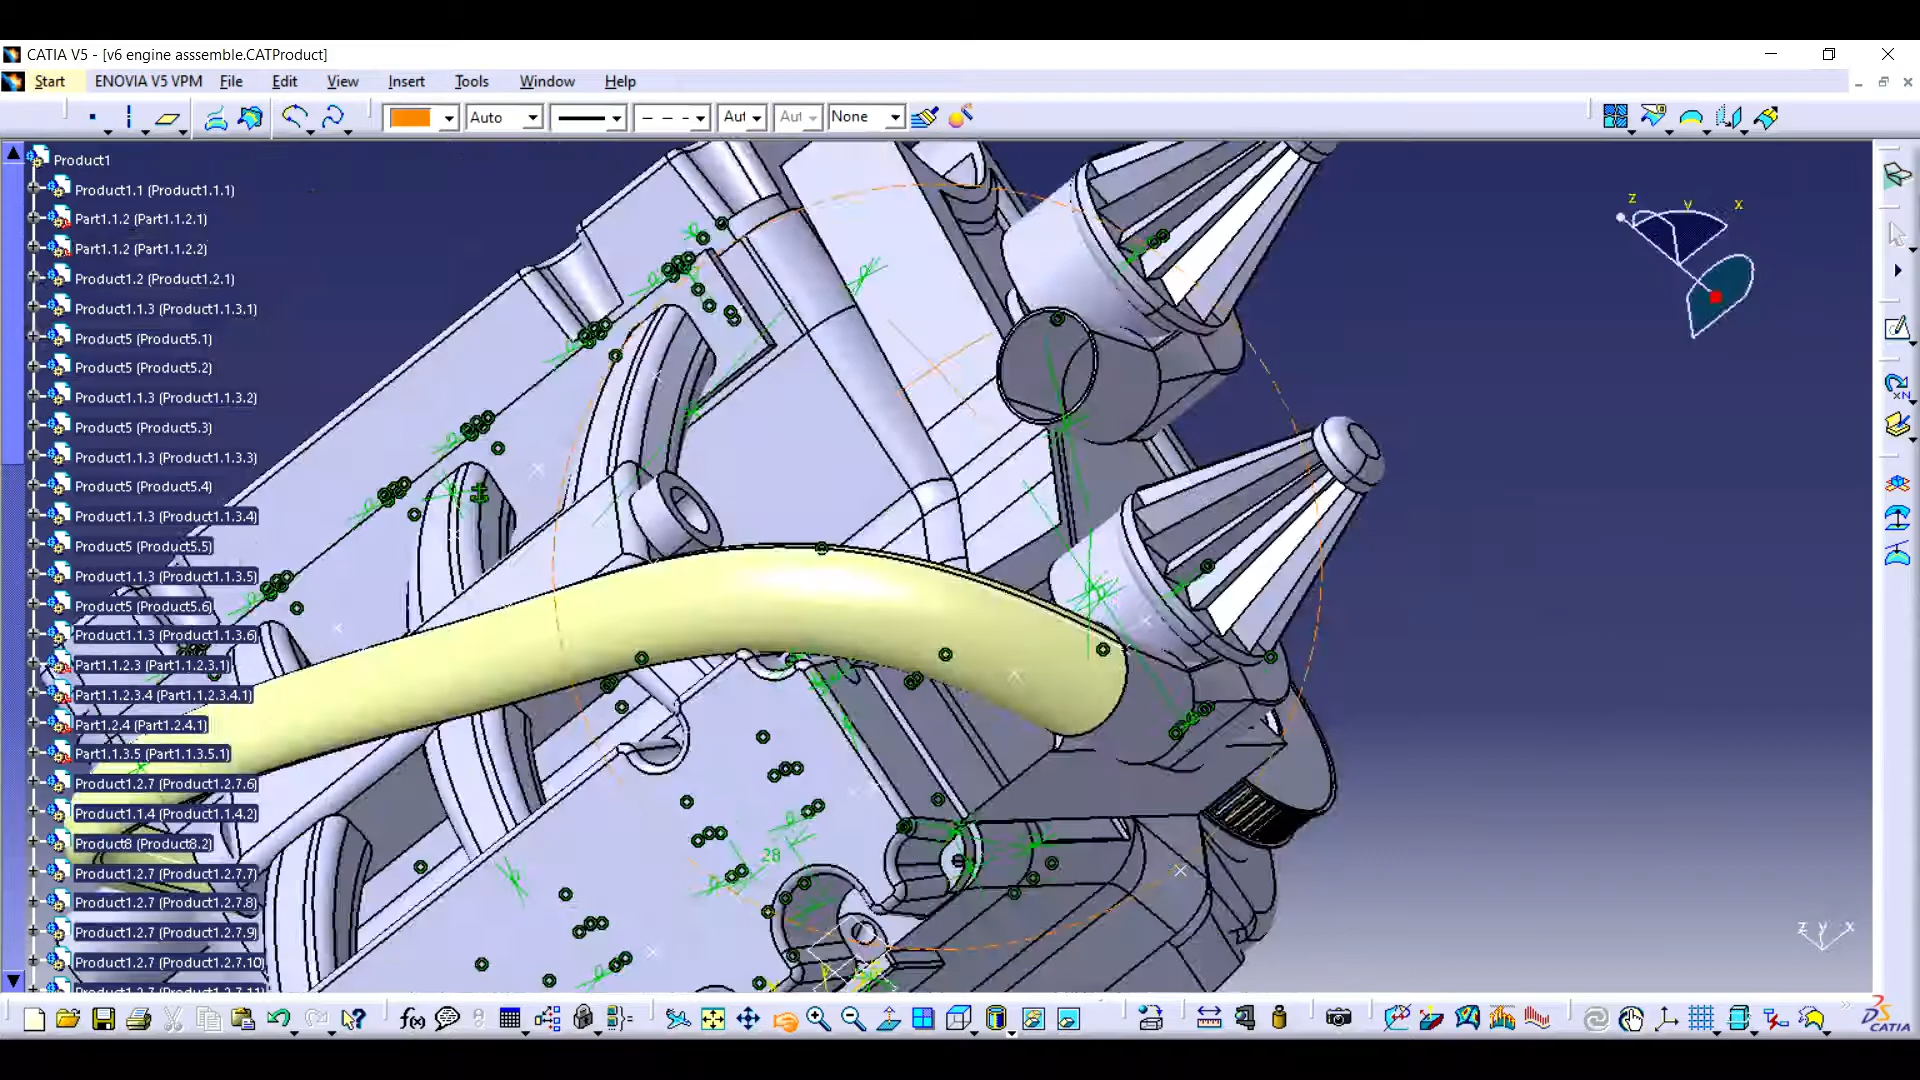 CATIA V5 - [v6 engine asssemble.CATProduct]
Start ENOVIA V5 VPM File Edit View Insert Tools Window Help
Auto Aut Aut None
Product1
Product1.1 (Product1.1.1)
Part1.1.2 (Part1.1.2.1)
Part1.1.2 (Part1.1.2.2)
Product1.2 (Product1.2.1)
Product1.1.3 (Product1.1.3.1)
Product5 (Product5.1)
Product5 (Product5.2)
Product1.1.3 (Product1.1.3.2)
Product5 (Product5.3)
Product1.1.3 (Product1.1.3.3)
Product5 (Product5.4)
Product1.1.3 (Product1.1.3.4)
Product5 (Product5.5)
Product1.1.3 (Product1.1.3.5)
Product5 (Product5.6)
Product1.1.3 (Product1.1.3.6)
Part1.1.2.3 (Part1.1.2.3.1)
Part1.1.2.3.4 (Part1.1.2.3.4.1)
Part1.2.4 (Part1.2.4.1)
Part1.1.3.5 (Part1.1.3.5.1)
Product1.2.7 (Product1.2.7.6)
Product1.1.4 (Product1.1.4.2)
Product8 (Product8.2)
Product1.2.7 (Product1.2.7.7)
Product1.2.7 (Product1.2.7.8)
Product1.2.7 (Product1.2.7.9)
Product1.2.7 (Product1.2.7.10)
Product1.2.7 (Product1.2.7.11)
z y x
28
z y x
f(x)
CATIA